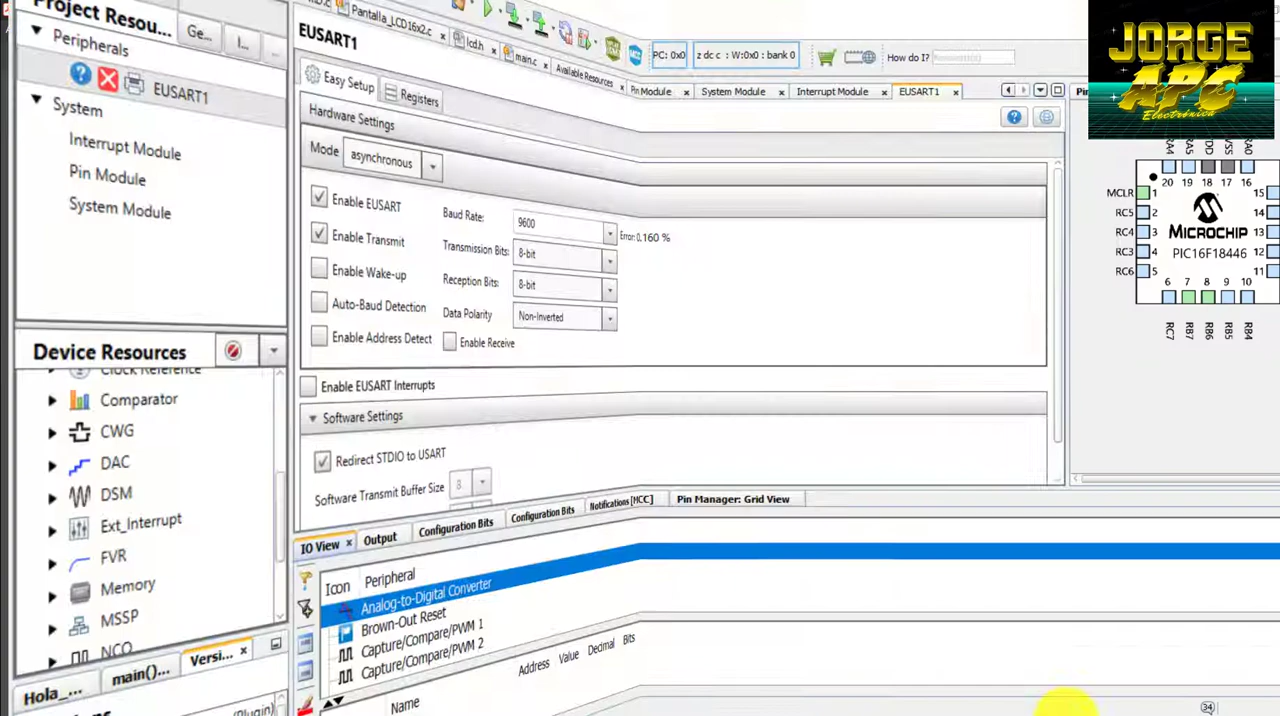 Project Resou...
Ge...
I...
Peripherals
EUSART1
System
Interrupt Module
Pin Module
System Module
Device Resources
Clock Reference
Comparator
CWG
DAC
DSM
Ext_Interrupt
FVR
Memory
MSSP
NCO
Hola_...
main()...
Versi...
(Plugin)
Pantalla_LCD16x2.c
lcd.h
main.c
Available Resources
PC: 0x0
z dc c : W:0x0 : bank 0
How do I?
Pin Module
System Module
Interrupt Module
EUSART1
EUSART1
Easy Setup
Registers
Hardware Settings
Mode
asynchronous
Enable EUSART
Enable Transmit
Enable Wake-up
Auto-Baud Detection
Enable Address Detect
Baud Rate:
9600
Error: 0.160 %
Transmission Bits:
8-bit
Reception Bits:
8-bit
Data Polarity
Non-Inverted
Enable Receive
Enable EUSART Interrupts
Software Settings
Redirect STDIO to USART
Software Transmit Buffer Size
8
Notifications [MCC]
Pin Manager: Grid View
IO View
Output
Configuration Bits
Configuration Bits
Icon
Peripheral
Analog-to-Digital Converter
Brown-Out Reset
Capture/Compare/PWM 1
Capture/Compare/PWM 2
Name
Address
Value
Decimal
Bits
34
JORGE
APC
Electrónica
RA4
RA5
VSS
RA0
20 19 18 17 16
MCLR 1
15
RC5 2
14
RC4 3
13
RC3 4
12
RC6 5
11
MICROCHIP
PIC16F18446
6 7 8 9 10
RC7
RB7
RB6
RB5
RB4